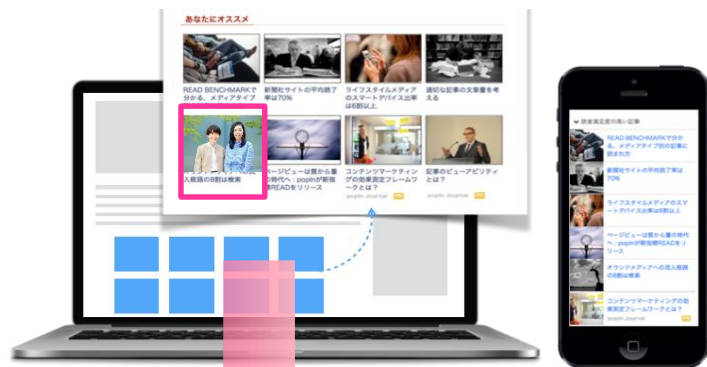 あなたにオススメ
READ BENCHMARKで
分かる、メディアタイプ
新聞社サイトの平均読了
率は70%
ライフスタイルメディア
のスマートデバイス比率
は6割以上
適切な記事の文章量を考
える
入経路の8割は検索
ページビューは質から量
の時代へ：popInが新指
標READをリリース
コンテンツマーケティン
グの効果測定フレームワ
ークとは？
popIn Journal
記事のビューアビリティ
とは？
popIn Journal
読者満足度の高い記事
READ BENCHMARKで分か
る、メディアタイプ別の記事に
読まれ方
新聞社サイトの平均読了率は
70%
ライフスタイルメディアのスマ
ートデバイス比率は6割以上
ページビューは質から量の時代
へ：popInが新指標READをリ
リース
オウンドメディアへの流入経路
の8割は検索
コンテンツマーケティングの効
果測定フレームワークとは？
popIn Journal